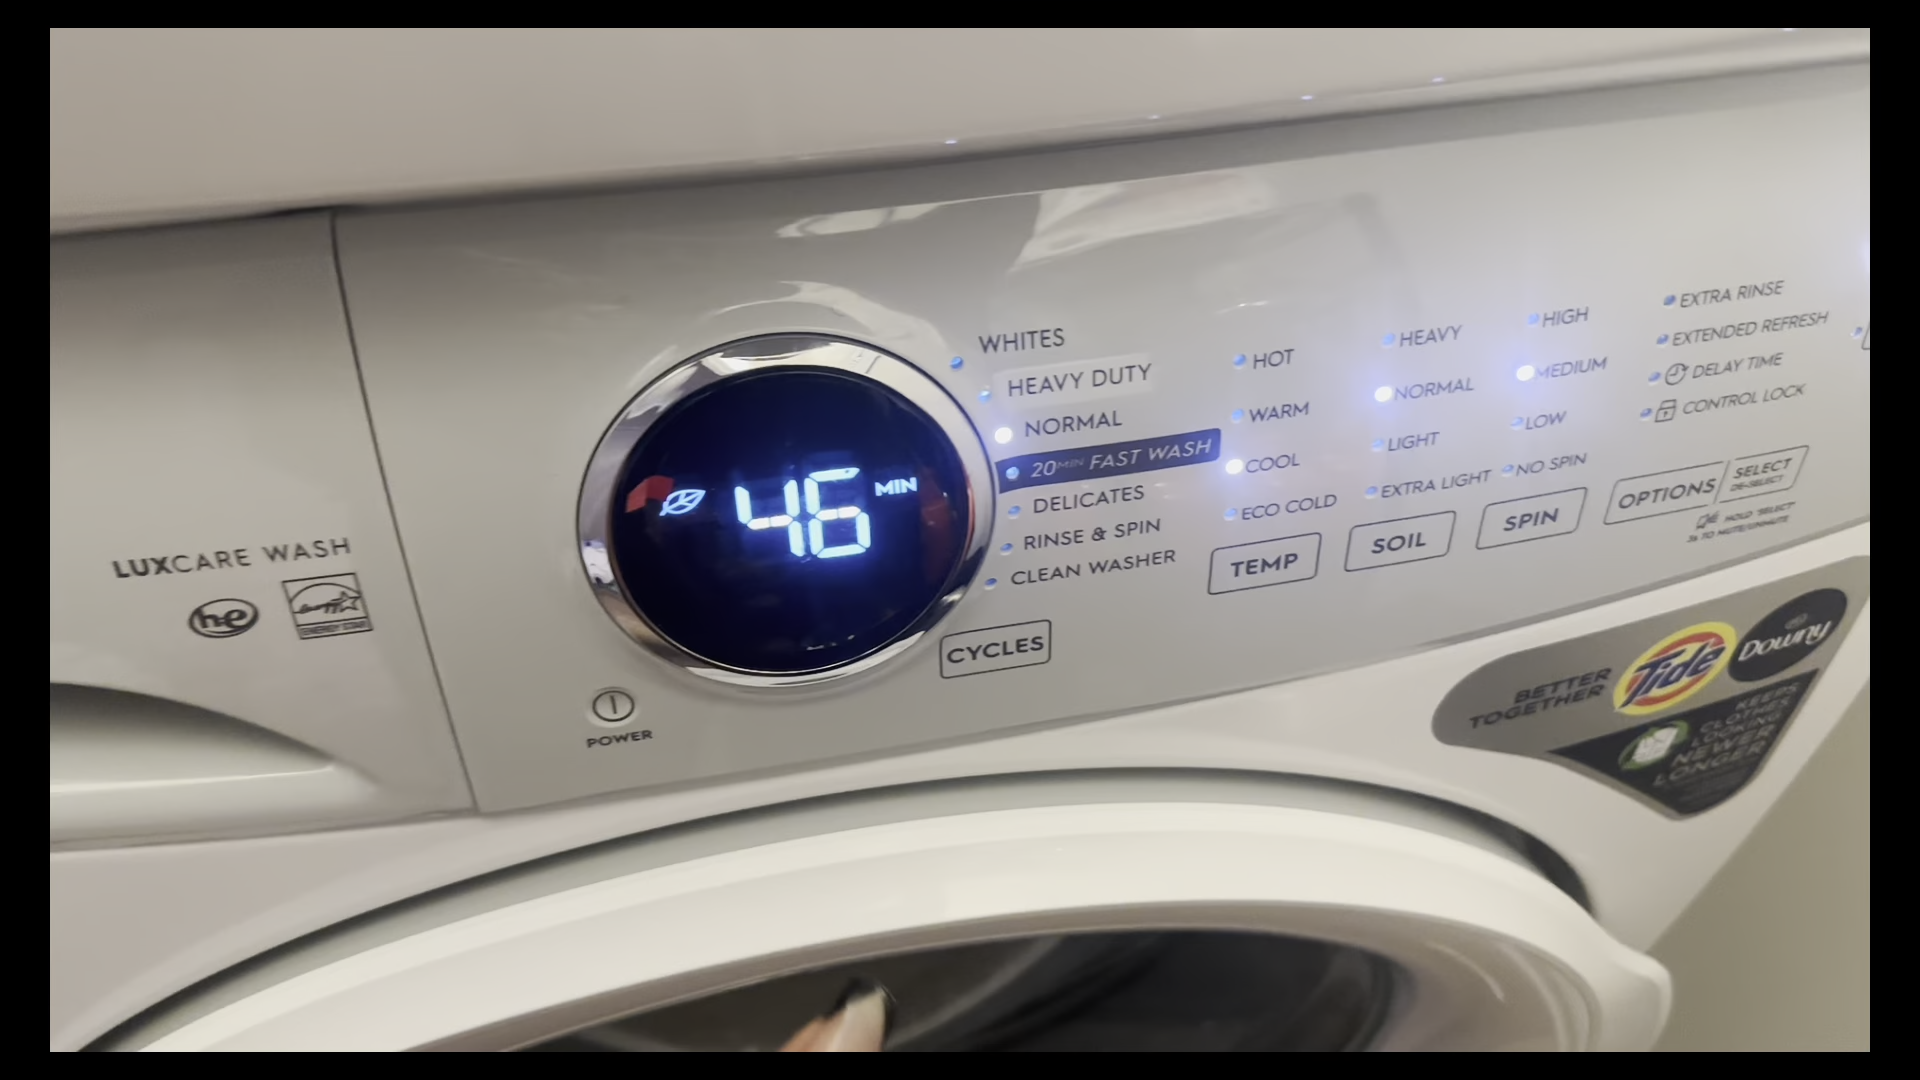 LUXCARE WASH
he
ENERGY STAR
46 MIN
POWER
WHITES
HEAVY DUTY
NORMAL
20MIN FAST WASH
DELICATES
RINSE & SPIN
CLEAN WASHER
CYCLES
HOT
WARM
COOL
ECO COLD
TEMP
HEAVY
NORMAL
LIGHT
EXTRA LIGHT
SOIL
HIGH
MEDIUM
LOW
NO SPIN
SPIN
EXTRA RINSE
EXTENDED REFRESH
DELAY TIME
CONTROL LOCK
OPTIONS
SELECT
DE-SELECT
HOLD 'SELECT'
3s TO MUTE/UNMUTE
BETTER
TOGETHER
Tide
Downy
KEEPS
CLOTHES
LOOKING
NEWER
LONGER